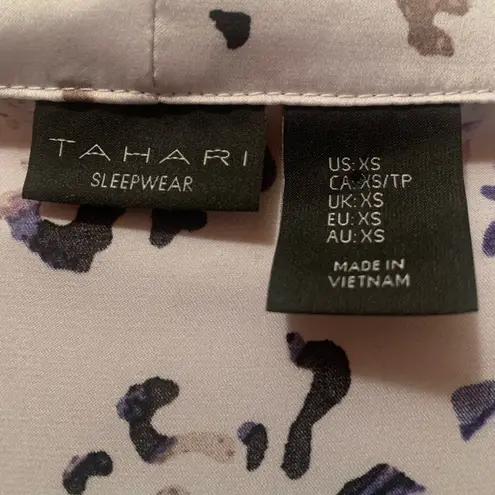 TAHARI
SLEEPWEAR
US: XS
CA: XS/TP
UK: XS
EU: XS
AU: XS
MADE IN
VIETNAM